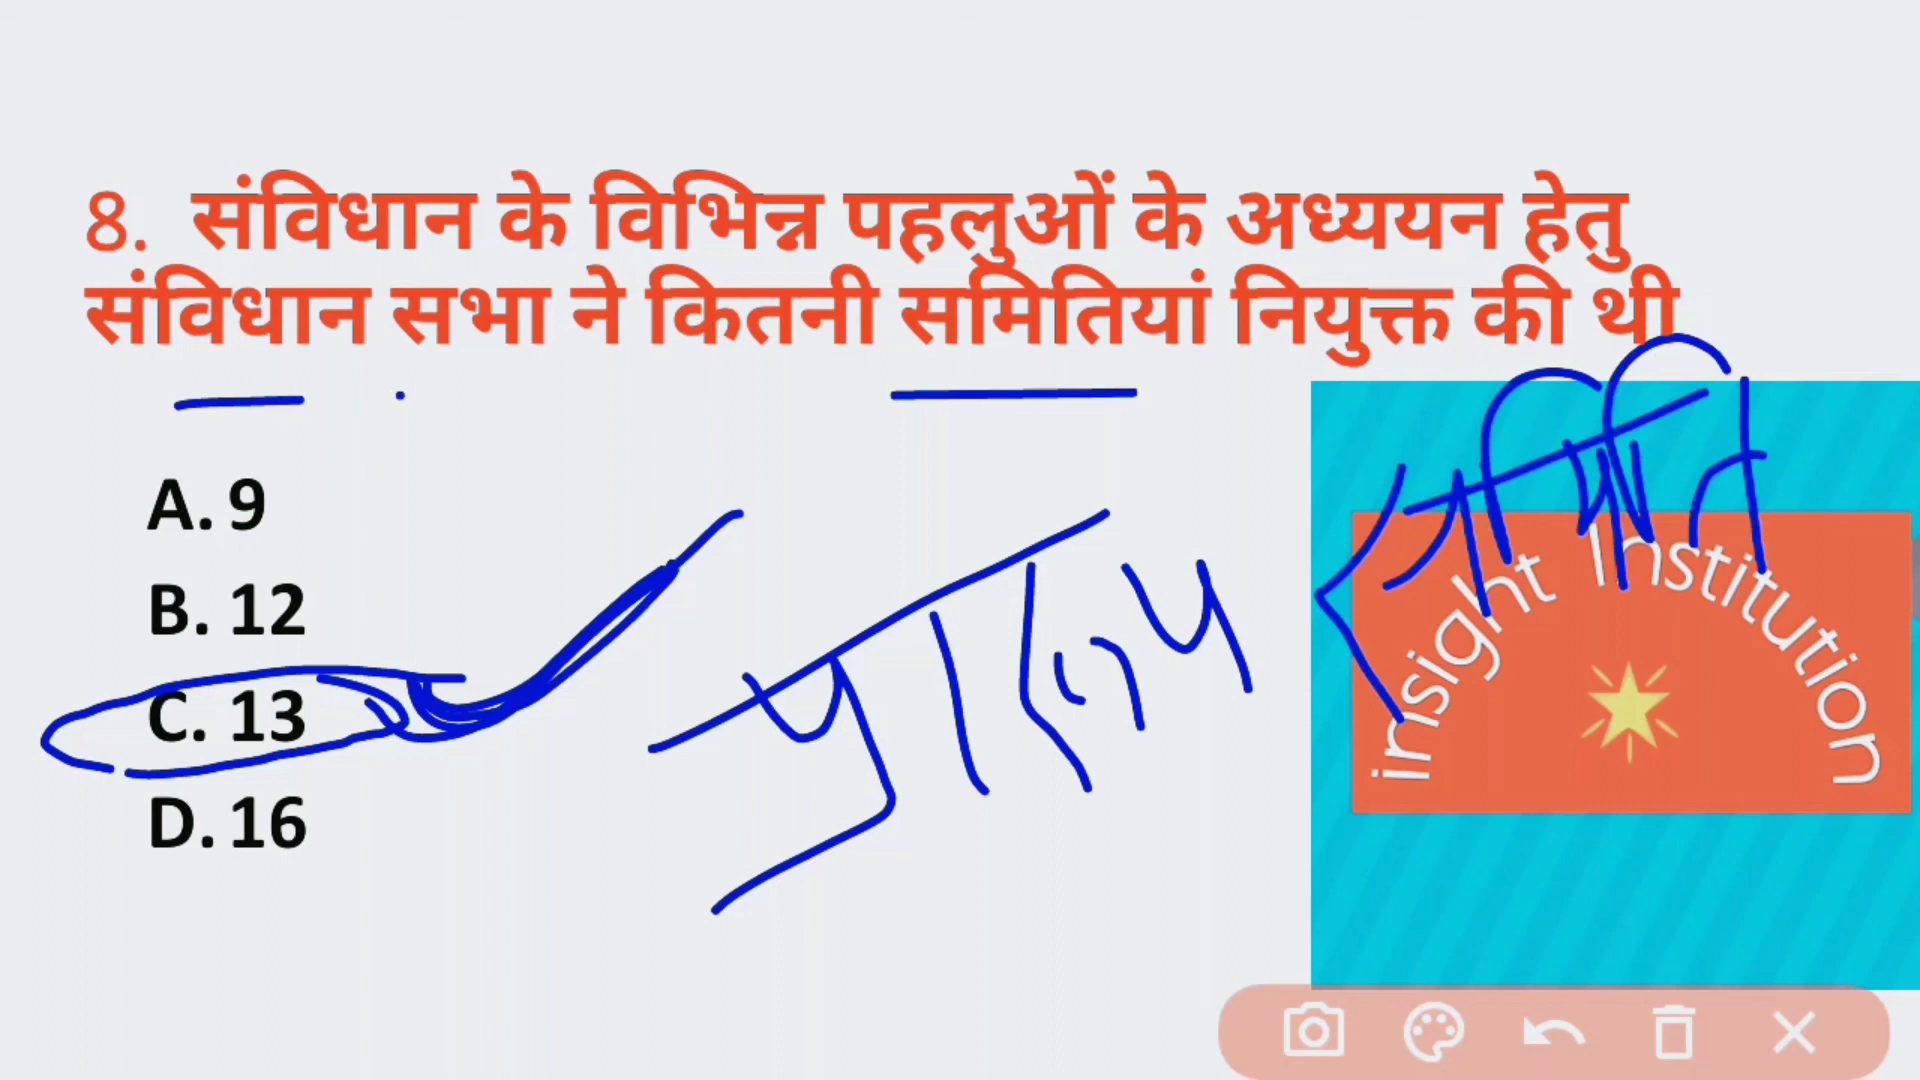 8. संविधान के विभिन्न पहलुओं के अध्ययन हेतु
संविधान सभा ने कितनी समितियां नियुक्त की थी
A. 9
B. 12
C. 13
D. 16
insight Institution